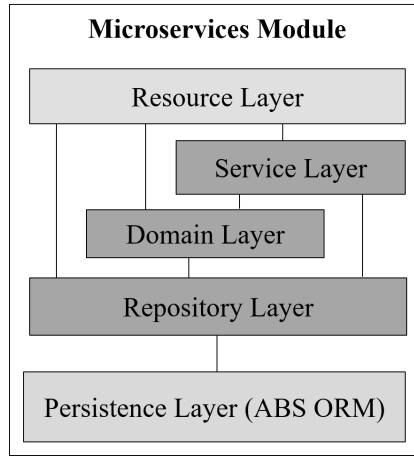 Microservices Module
Resource Layer
Service Layer
Domain Layer
Repository Layer
Persistence Layer (ABS ORM)